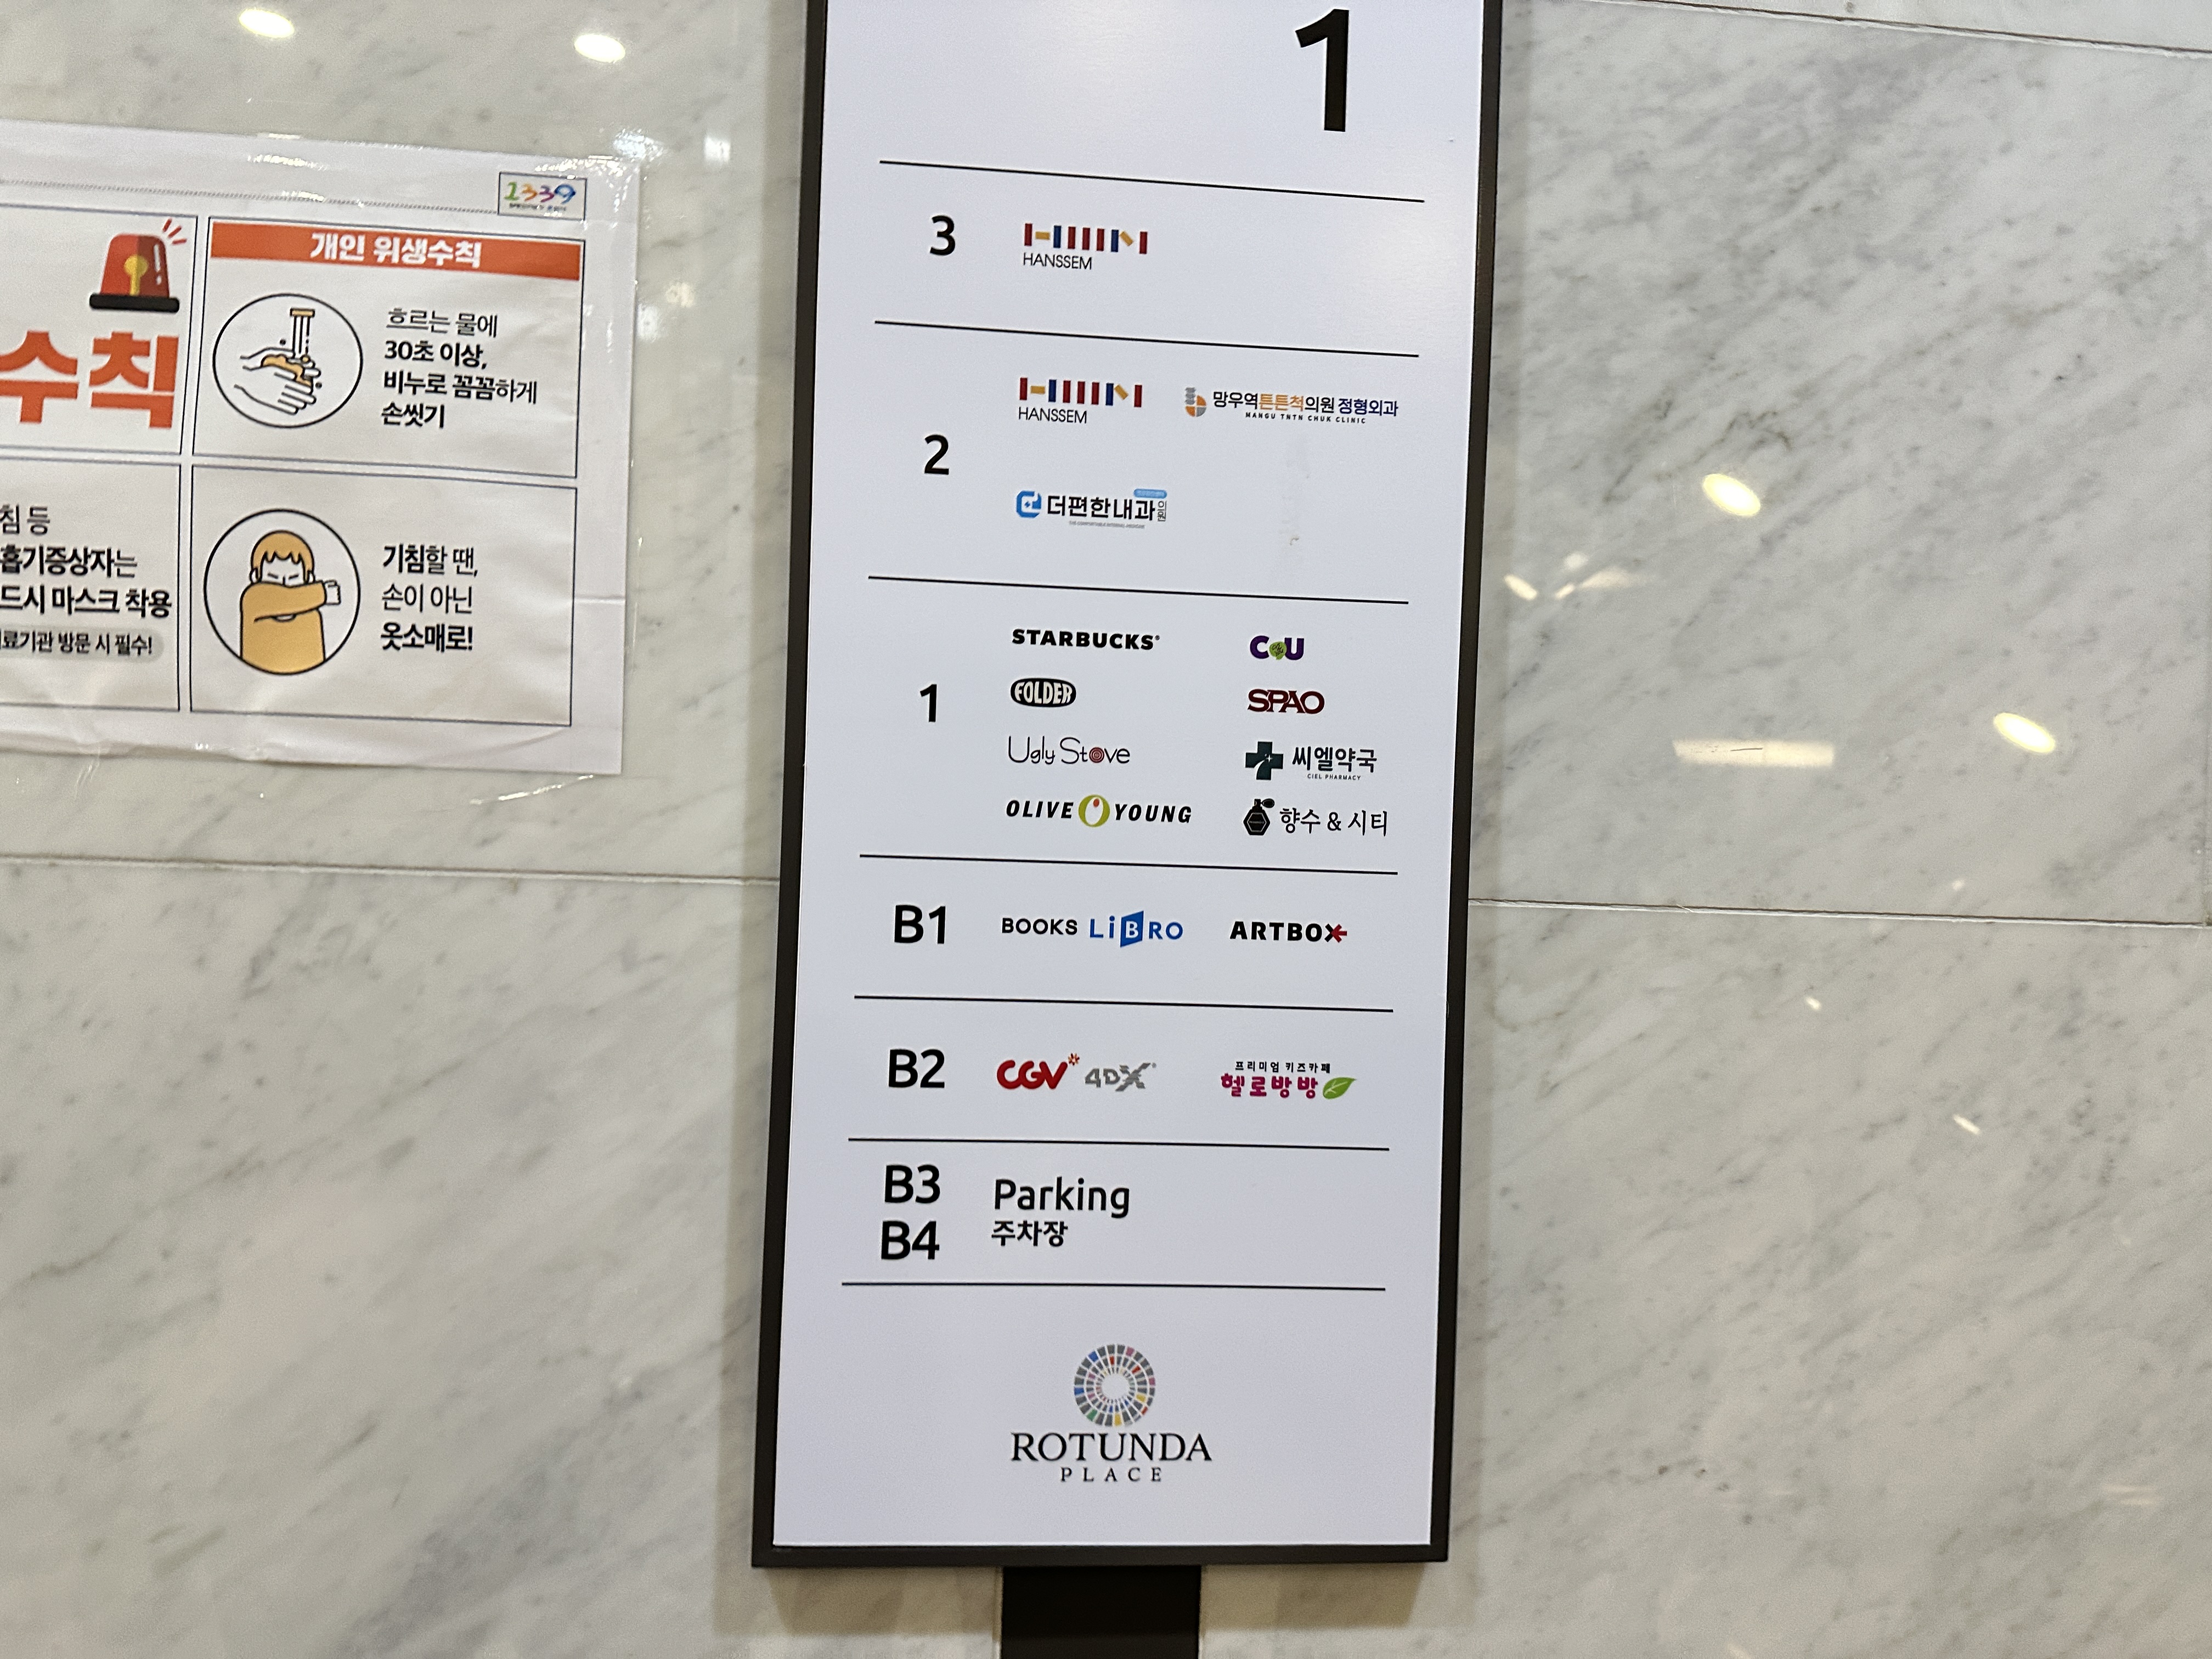 1339
수칙
개인 위생수칙
흐르는 물에
30초 이상,
비누로 꼼꼼하게
손씻기
침 등
흡기증상자는
드시 마스크 착용
료기관 방문 시 필수!
기침할 땐,
손이 아닌
옷소매로!
1
3
HANSSEM
2
HANSSEM
망우역튼튼척의원 정형외과
MANGU TNTN CHUK CLINIC
더편한내과의원
1
STARBUCKS
CU
FOLDER
SPAO
Ugly Stove
씨엘약국
CIEL PHARMACY
OLIVE YOUNG
향수 & 시티
B1
BOOKS LiBRO
ARTBOX
B2
CGV 4DX
프리미엄 키즈카페
헬로방방
B3
B4
Parking
주차장
ROTUNDA
PLACE